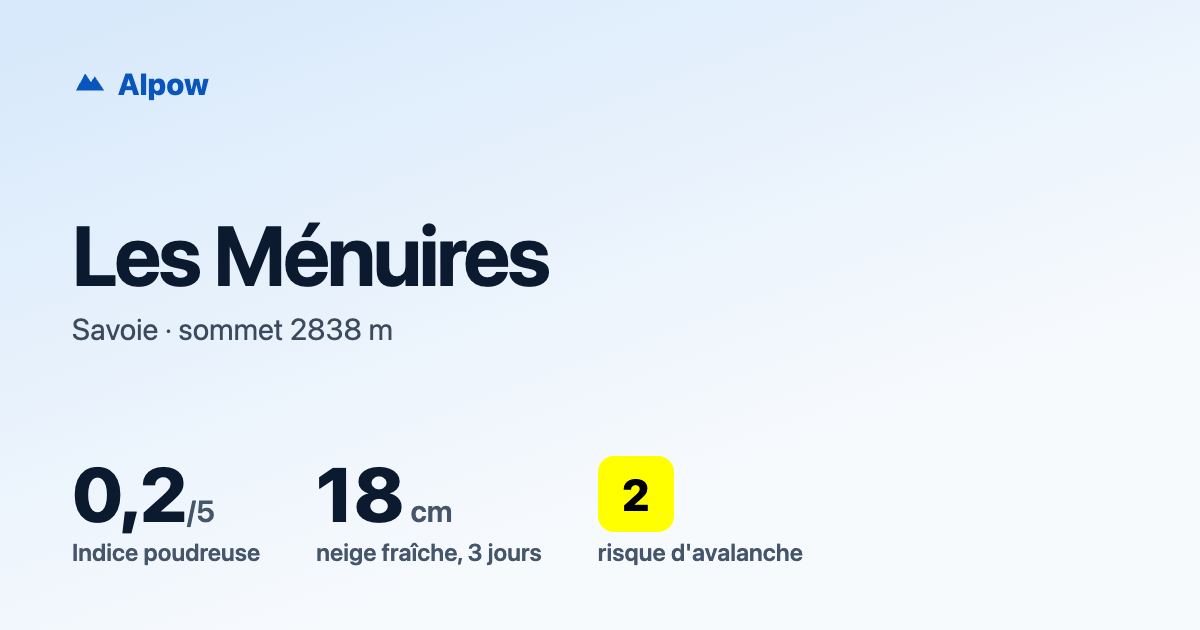 Alpow
Les Ménuires
Savoie · sommet 2838 m
0,2/5
Indice poudreuse
18 cm
neige fraîche, 3 jours
2
risque d'avalanche